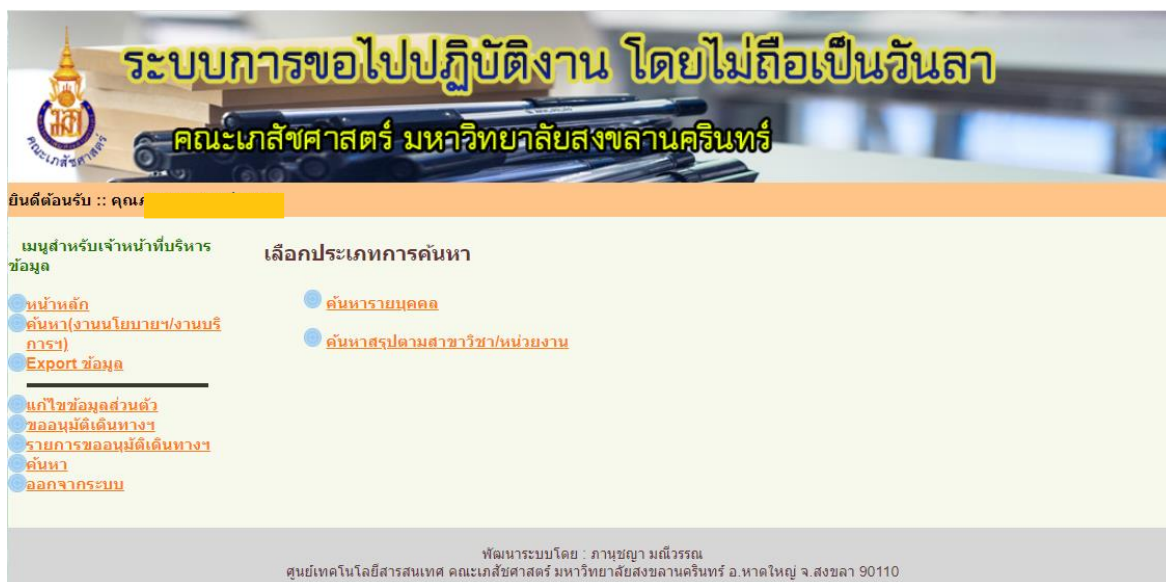 ระบบการขอไปปฏิบัติงาน โดยไม่ถือเป็นวันลา
คณะเภสัชศาสตร์ มหาวิทยาลัยสงขลานครินทร์
คณะเภสัชศาสตร์
ยินดีต้อนรับ :: คุณ
เมนูสำหรับเจ้าหน้าที่บริหาร
ข้อมูล
หน้าหลัก
ค้นหา(งานนโยบายฯ/งานบริ
การฯ)
Export ข้อมูล
แก้ไขข้อมูลส่วนตัว
ขออนุมัติเดินทางฯ
รายการขออนุมัติเดินทางฯ
ค้นหา
ออกจากระบบ
เลือกประเภทการค้นหา
ค้นหารายบุคคล
ค้นหาสรุปตามสาขาวิชา/หน่วยงาน
พัฒนาระบบโดย : ภานุชญา มณีวรรณ
ศูนย์เทคโนโลยีสารสนเทศ คณะเภสัชศาสตร์ มหาวิทยาลัยสงขลานครินทร์ อ.หาดใหญ่ จ.สงขลา 90110